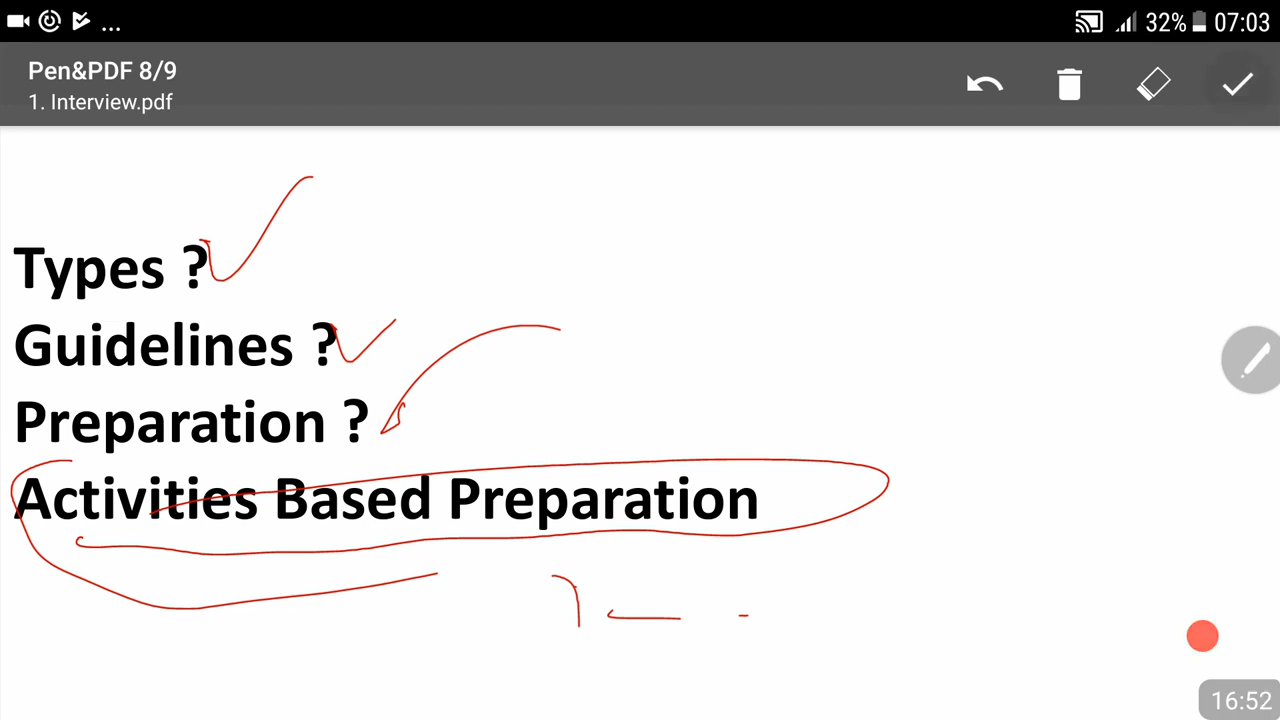 ... 32% 07:03
Pen&PDF 8/9
1. Interview.pdf
Types ?
Guidelines ?
Preparation ?
Activities Based Preparation
16:52